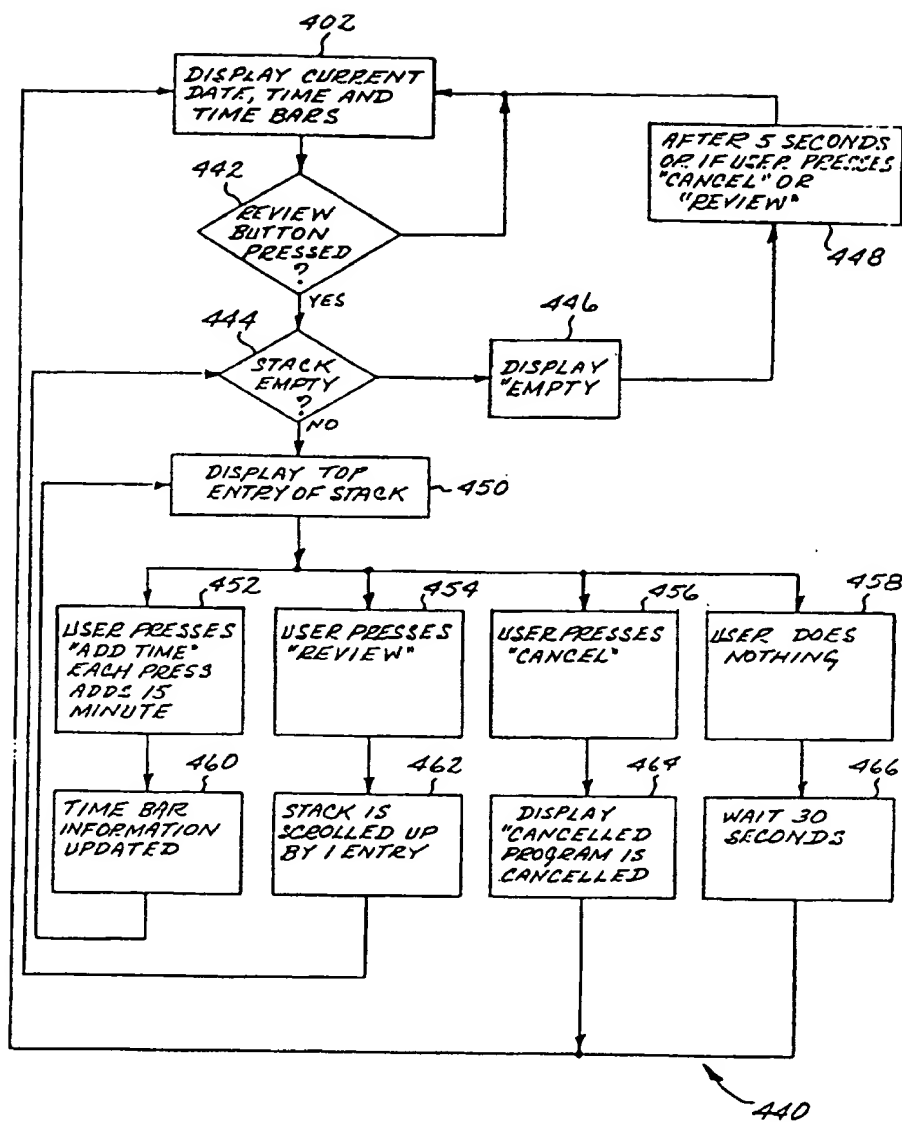 402
DISPLAY CURRENT
DATE, TIME AND
TIME BARS
442
REVIEW
BUTTON
PRESSED
?
YES
AFTER 5 SECONDS
OR IF USER PRESSES
"CANCEL" OR
"REVIEW"
448
444
STACK
EMPTY
?
NO
446
DISPLAY
"EMPTY
DISPLAY TOP
ENTRY OF STACK
450
452
USER PRESSES
"ADD TIME"
EACH PRESS
ADDS 15
MINUTE
454
USER PRESSES
"REVIEW"
456
USER PRESSES
"CANCEL"
458
USER DOES
NOTHING
460
TIME BAR
INFORMATION
UPDATED
462
STACK IS
SCROLLED UP
BY 1 ENTRY
464
DISPLAY
"CANCELLED
PROGRAM IS
CANCELLED
466
WAIT 30
SECONDS
440